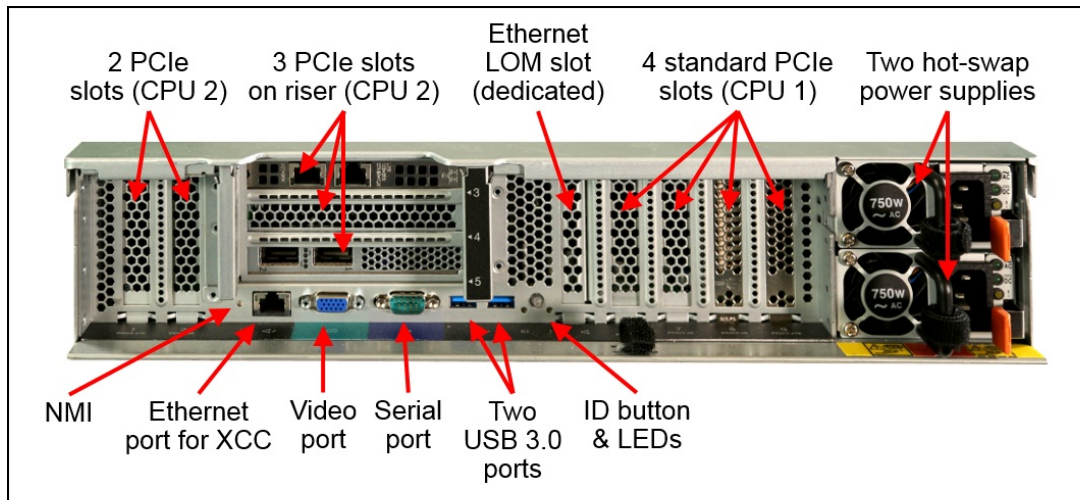 2 PCIe
slots (CPU 2)
3 PCIe slots
on riser (CPU 2)
Ethernet
LOM slot
(dedicated)
4 standard PCIe
slots (CPU 1)
Two hot-swap
power supplies
3
4
5
750W
AC
750W
AC
NMI
Ethernet
port for XCC
Video
port
Serial
port
Two
USB 3.0
ports
ID button
& LEDs